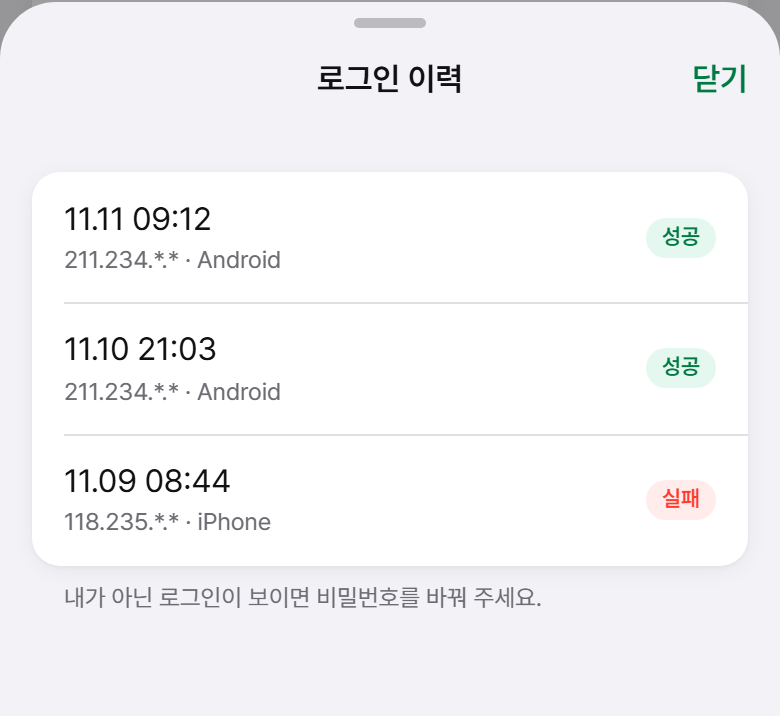 로그인 이력
닫기
11.11 09:12
211.234.*.* · Android
성공
11.10 21:03
211.234.*.* · Android
성공
11.09 08:44
118.235.*.* · iPhone
실패
내가 아닌 로그인이 보이면 비밀번호를 바꿔 주세요.